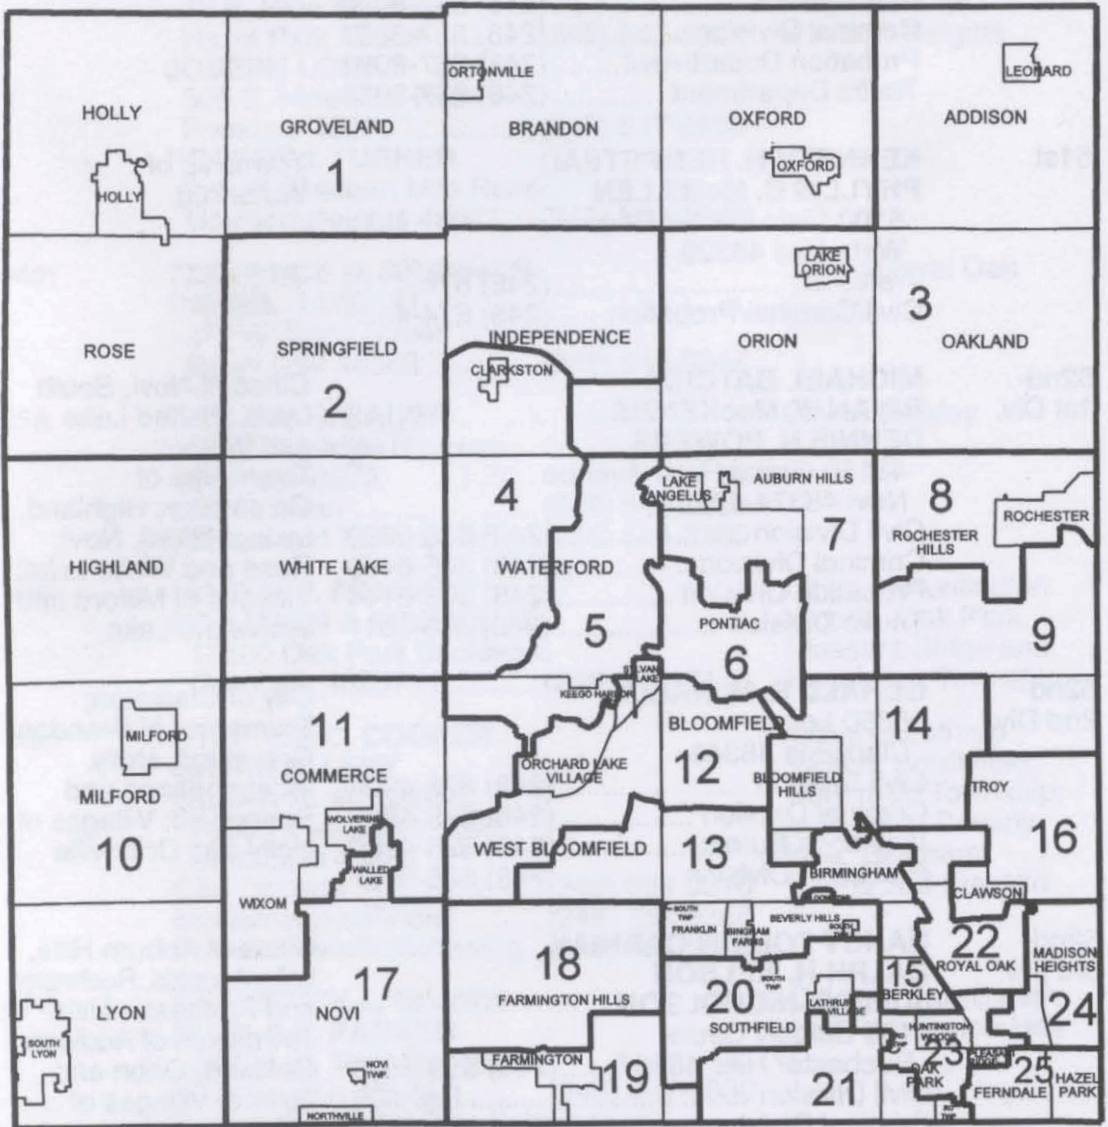 HOLLY
HOLLY
GROVELAND
1
ORTONVILLE
BRANDON
OXFORD
OXFORD
LEONARD
ADDISON
ROSE
SPRINGFIELD
2
INDEPENDENCE
CLARKSTON
LAKE
ORION
ORION
3
OAKLAND
HIGHLAND
WHITE LAKE
4
WATERFORD
5
LAKE
ANGELUS
AUBURN HILLS
7
PONTIAC
6
8
ROCHESTER
HILLS
ROCHESTER
9
MILFORD
MILFORD
10
11
COMMERCE
WOLVERINE
LAKE
WALLED
LAKE
WIXOM
SYLVAN
LAKE
KEEGO HARBOR
ORCHARD LAKE
VILLAGE
WEST BLOOMFIELD
BLOOMFIELD
12
BLOOMFIELD
HILLS
13
BIRMINGHAM
14
TROY
16
CLAWSON
LYON
SOUTH
LYON
17
NOVI
NOVI
TWP
NORTHVILLE
18
FARMINGTON HILLS
FARMINGTON
19
FRANKLIN
BINGHAM
FARMS
BEVERLY HILLS
20
SOUTHFIELD
LATHRUP
VILLAGE
21
15
BERKLEY
22
ROYAL OAK
HUNTINGTON
WOODS
23
OAK
PARK
MADISON
HEIGHTS
24
25
FERNDALE
HAZEL
PARK